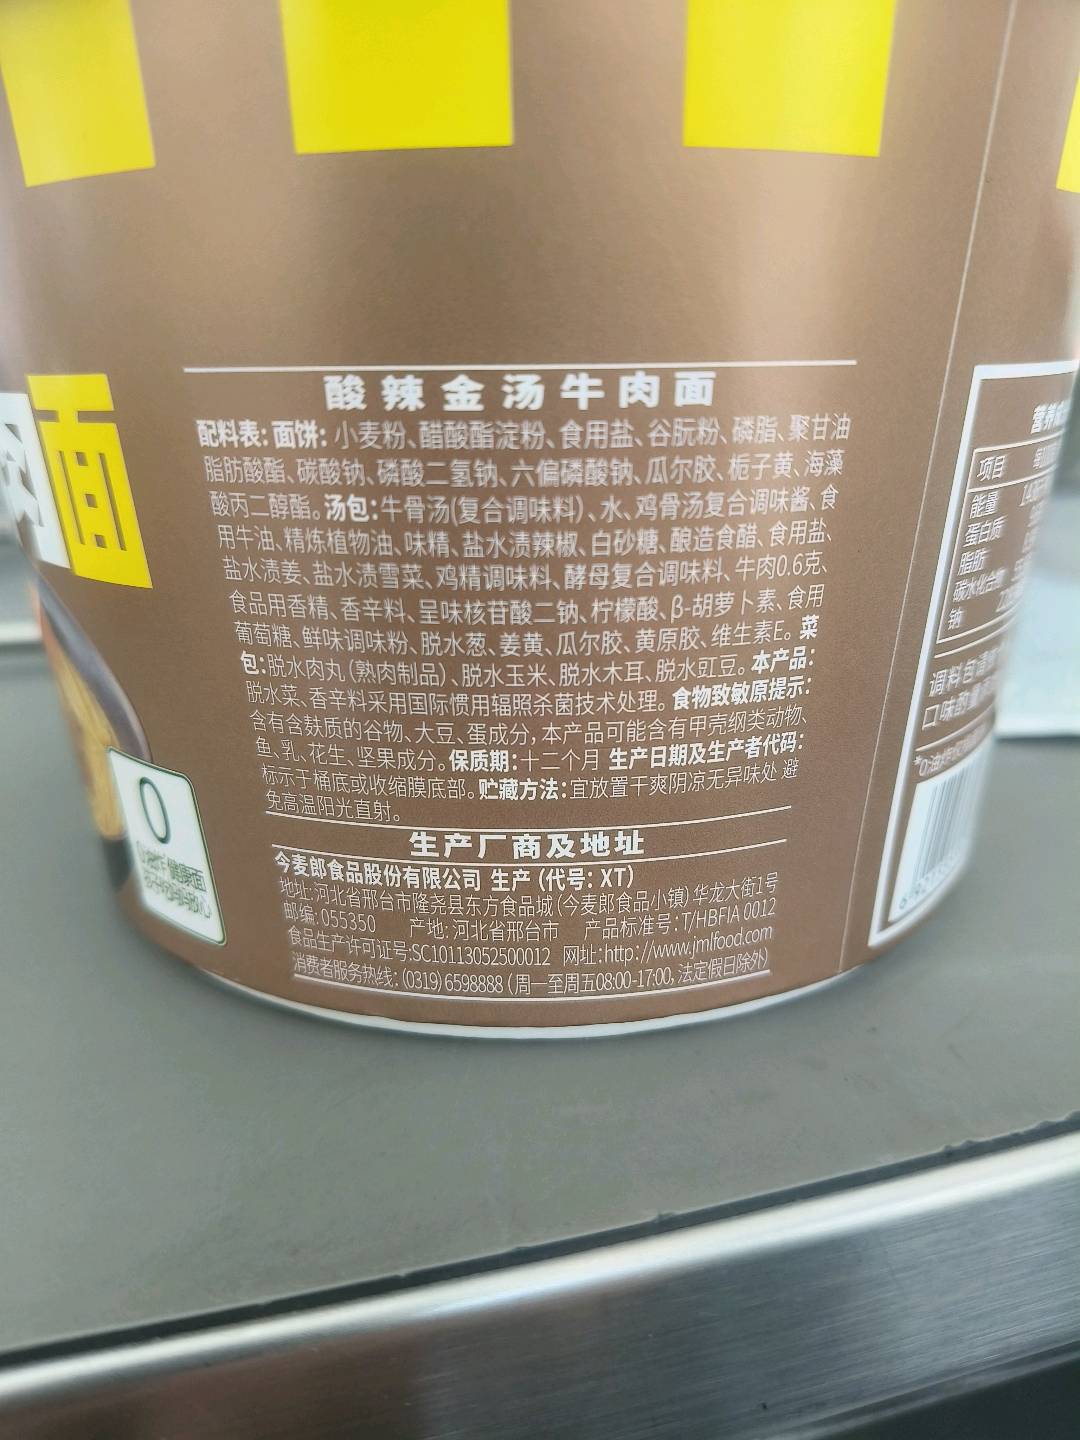 酸辣金汤牛肉面
配料表：面饼：小麦粉、醋酸酯淀粉、食用盐、谷朊粉、磷脂、聚甘油
脂肪酸酯、碳酸钠、磷酸二氢钠、六偏磷酸钠、瓜尔胶、栀子黄、海藻
酸丙二醇酯。汤包：牛骨汤(复合调味料)、水、鸡骨汤复合调味酱、食
用牛油、精炼植物油、味精、盐水渍辣椒、白砂糖、酿造食醋、食用盐、
盐水渍姜、盐水渍雪菜、鸡精调味料、酵母复合调味料、牛肉0.6克、
食品用香精、香辛料、呈味核苷酸二钠、柠檬酸、β-胡萝卜素、食用
葡萄糖、鲜味调味粉、脱水葱、姜黄、瓜尔胶、黄原胶、维生素E。菜
包：脱水肉丸（熟肉制品）、脱水玉米、脱水木耳、脱水豇豆。本产品：
脱水菜、香辛料采用国际惯用辐照杀菌技术处理。食物致敏原提示：
含有含麸质的谷物、大豆、蛋成分，本产品可能含有甲壳纲类动物、
鱼、乳、花生、坚果成分。保质期：十二个月 生产日期及生产者代码：
标示于桶底或收缩膜底部。贮藏方法：宜放置干爽阴凉无异味处 避
免高温阳光直射。
生产厂商及地址
今麦郎食品股份有限公司 生产（代号：XT）
地址：河北省邢台市隆尧县东方食品城（今麦郎食品小镇）华龙大街1号
邮编：055350 产地：河北省邢台市 产品标准号：T/HBFIA 0012
食品生产许可证号：SC10113052500012 网址：http://www.jmlfood.com
消费者服务热线：(0319)6598888（周一至周五08:00-17:00，法定假日除外）
面
0
项目
能量
蛋白质
脂肪
碳水化合物
钠
调料包请
口味酌量